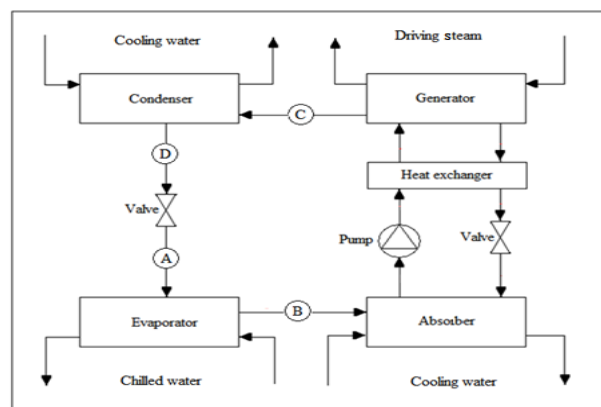 Cooling water
Driving steam
Condenser
Generator
C
D
Heat exchanger
Valve
Pump
Valve
A
B
Evaporator
Absorber
Chilled water
Cooling water